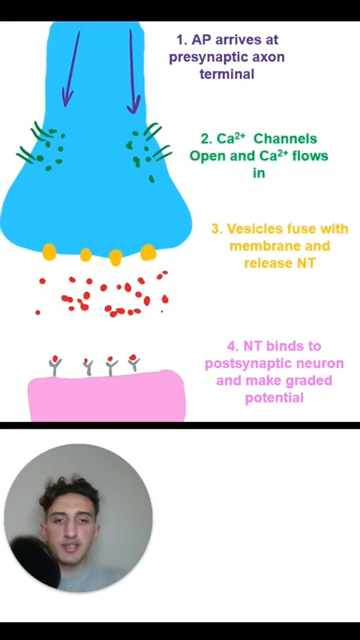 1. AP arrives at
presynaptic axon
terminal
2. Ca²⁺ Channels
Open and Ca²⁺ flows
in
3. Vesicles fuse with
membrane and
release NT
4. NT binds to
postsynaptic neuron
and make graded
potential